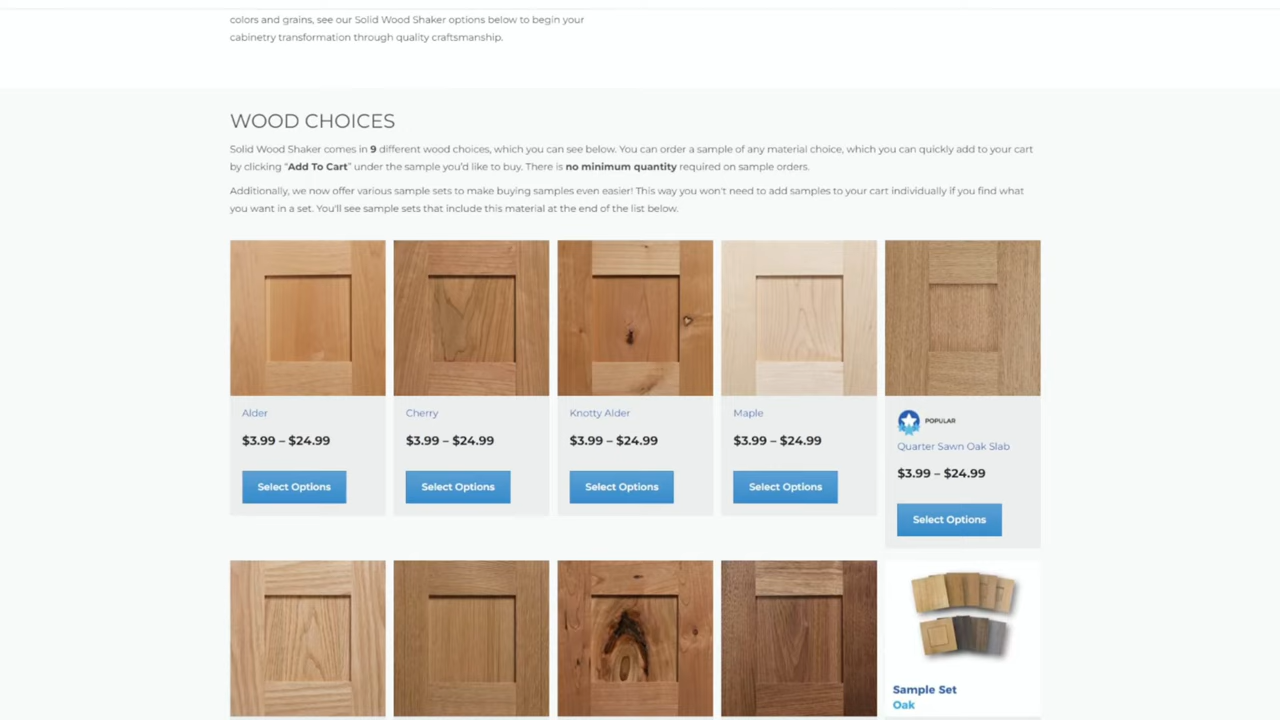 colors and grains, see our Solid Wood Shaker options below to begin your
cabinetry transformation through quality craftsmanship.
WOOD CHOICES
Solid Wood Shaker comes in 9 different wood choices, which you can see below. You can order a sample of any material choice, which you can quickly add to your cart
by clicking “Add To Cart” under the sample you'd like to buy. There is no minimum quantity required on sample orders.
Additionally, we now offer various sample sets to make buying samples even easier! This way you won't need to add samples to your cart individually if you find what
you want in a set. You'll see sample sets that include this material at the end of the list below.
Alder
$3.99 – $24.99
Select Options
Cherry
$3.99 – $24.99
Select Options
Knotty Alder
$3.99 – $24.99
Select Options
Maple
$3.99 – $24.99
Select Options
POPULAR
Quarter Sawn Oak Slab
$3.99 – $24.99
Select Options
Sample Set
Oak